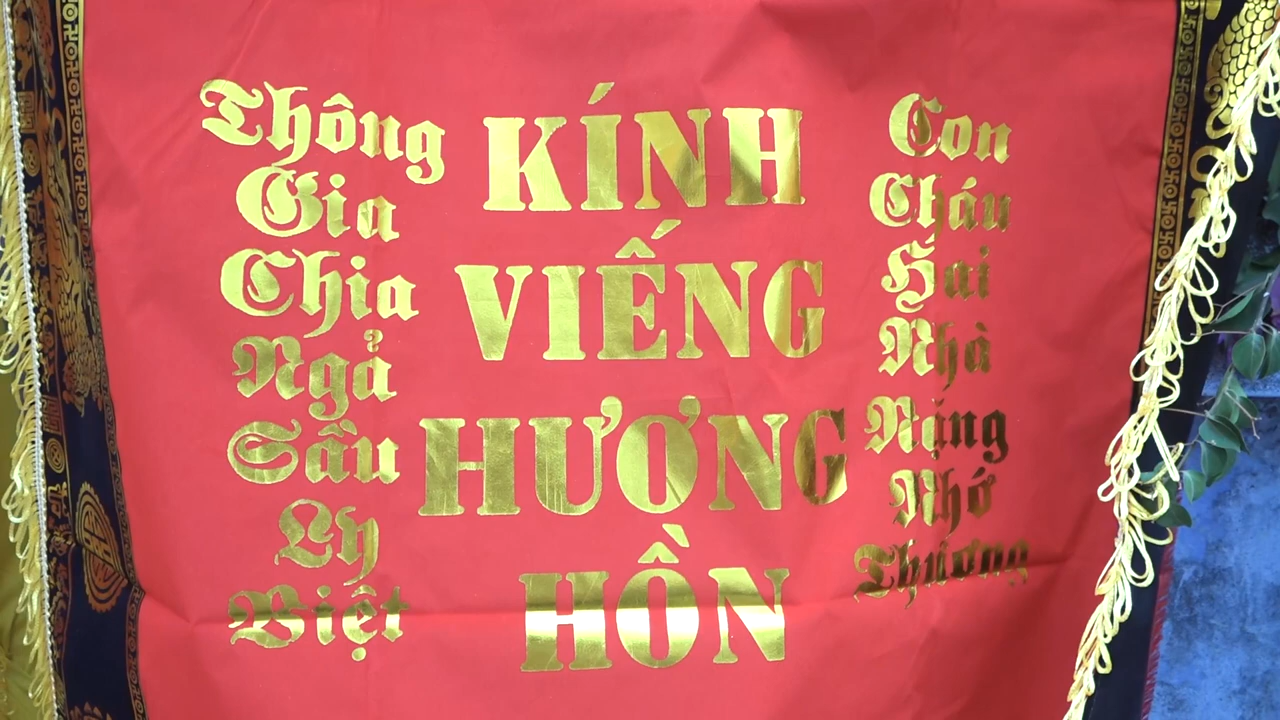 Thông
Gia
Chia
Ngả
Sầu
Ly
Biệt
KÍNH
VIẾNG
HƯƠNG
HỒN
Con
Cháu
Hai
Nhà
Nặng
Nhớ
Thương